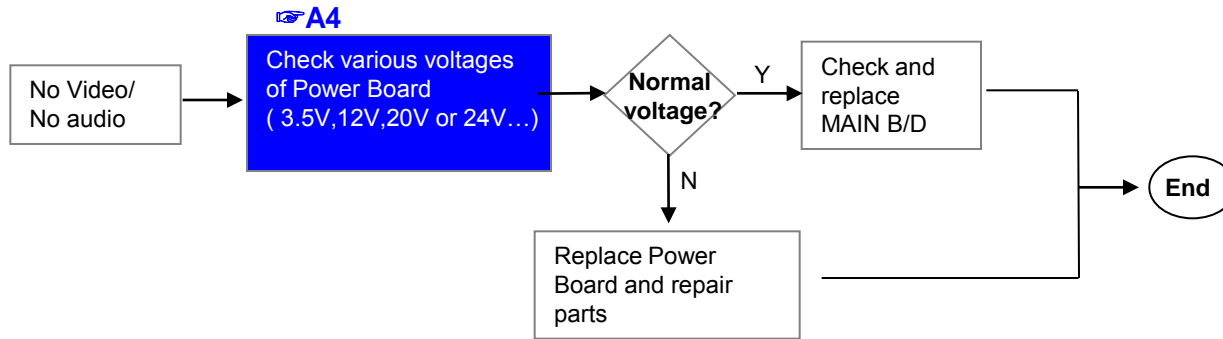 ☞A4
No Video/
No audio
Check various voltages
of Power Board
( 3.5V,12V,20V or 24V…)
Normal
voltage?
Y
Check and
replace
MAIN B/D
N
Replace Power
Board and repair
parts
End